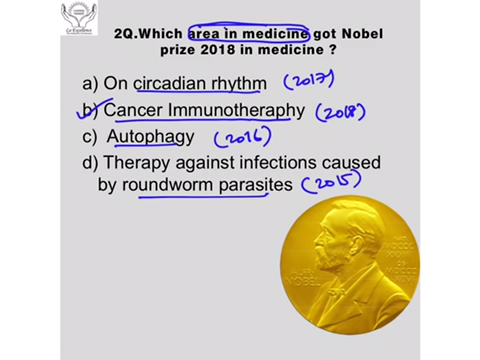 2Q.Which area in medicine got Nobel
prize 2018 in medicine ?
a) On circadian rhythm (2017)
b) Cancer Immunotheraphy (2018)
c) Autophagy (2016)
d) Therapy against infections caused
by roundworm parasites (2015)